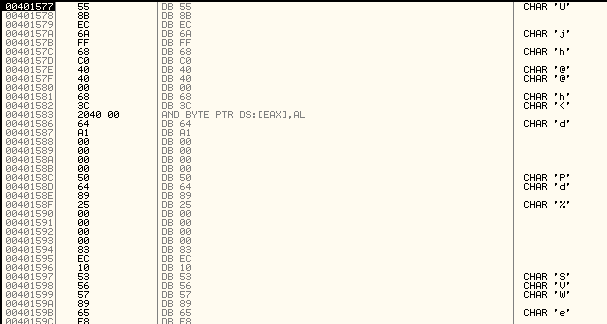 00401577 55 DB 55 CHAR 'U'
00401578 8B DB 8B
00401579 EC DB EC
0040157A 6A DB 6A CHAR 'j'
0040157B FF DB FF
0040157C 68 DB 68 CHAR 'h'
0040157D C0 DB C0
0040157E 40 DB 40 CHAR '@'
0040157F 40 DB 40 CHAR '@'
00401580 00 DB 00
00401581 68 DB 68 CHAR 'h'
00401582 3C DB 3C CHAR '<'
00401583 2040 00 AND BYTE PTR DS:[EAX],AL
00401586 64 DB 64 CHAR 'd'
00401587 A1 DB A1
00401588 00 DB 00
00401589 00 DB 00
0040158A 00 DB 00
0040158B 00 DB 00
0040158C 50 DB 50 CHAR 'P'
0040158D 64 DB 64 CHAR 'd'
0040158E 89 DB 89
0040158F 25 DB 25 CHAR '%'
00401590 00 DB 00
00401591 00 DB 00
00401592 00 DB 00
00401593 00 DB 00
00401594 83 DB 83
00401595 EC DB EC
00401596 10 DB 10
00401597 53 DB 53 CHAR 'S'
00401598 56 DB 56 CHAR 'V'
00401599 57 DB 57 CHAR 'W'
0040159A 89 DB 89
0040159B 65 DB 65 CHAR 'e'
0040159C E8 DB E8